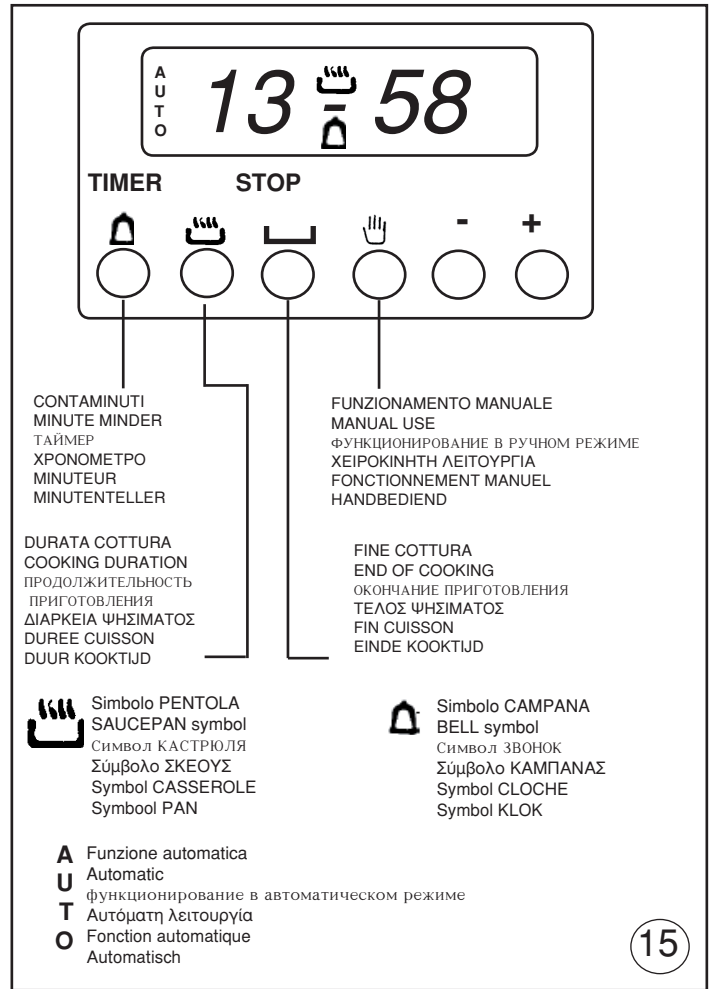 AUTO
13 - 58
TIMER STOP
- +
CONTAMINUTI
MINUTE MINDER
ТАЙМЕР
ΧΡΟΝΟΜΕΤΡΟ
MINUTEUR
MINUTENTELLER
FUNZIONAMENTO MANUALE
MANUAL USE
ФУНКЦИОНИРОВАНИЕ В РУЧНОМ РЕЖИМЕ
ΧΕΙΡΟΚΙΝΗΤΗ ΛΕΙΤΟΥΡΓΙΑ
FONCTIONNEMENT MANUEL
HANDBEDIEND
DURATA COTTURA
COOKING DURATION
ПРОДОЛЖИТЕЛЬНОСТЬ
ПРИГОТОВЛЕНИЯ
ΔΙΑΡΚΕΙΑ ΨΗΣΙΜΑΤΟΣ
DUREE CUISSON
DUUR KOOKTIJD
FINE COTTURA
END OF COOKING
ОКОНЧАНИЕ ПРИГОТОВЛЕНИЯ
ΤΕΛΟΣ ΨΗΣΙΜΑΤΟΣ
FIN CUISSON
EINDE KOOKTIJD
Simbolo PENTOLA
SAUCEPAN symbol
Символ КАСТРЮЛЯ
Σύμβολο ΣΚΕΟΥΣ
Symbol CASSEROLE
Symbool PAN
Simbolo CAMPANA
BELL symbol
Символ ЗВОНОК
Σύμβολο ΚΑΜΠΑΝΑΣ
Symbol CLOCHE
Symbol KLOK
AUTO
Funzione automatica
Automatic
функционирование в автоматическом режиме
Αυτόματη λειτουργία
Fonction automatique
Automatisch
15